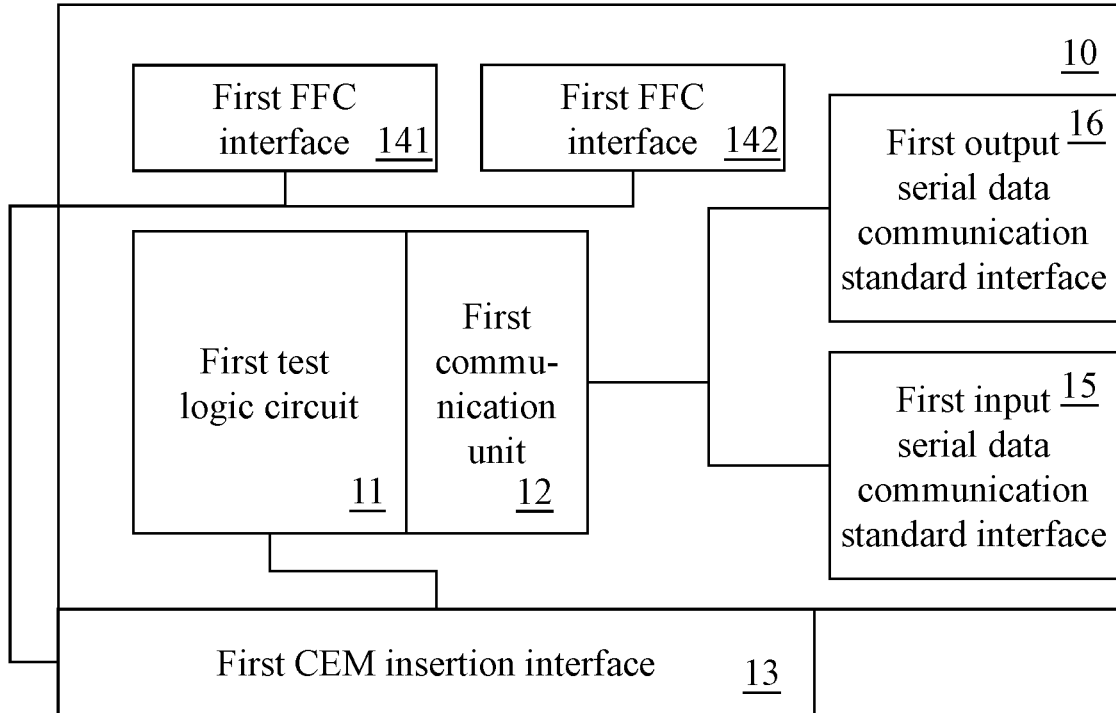 10
First FFC
interface 141
First FFC
interface 142
First output 16
serial data
communication
standard interface
First test
logic circuit
11
First
commu-
nication
unit
12
First input 15
serial data
communication
standard interface
First CEM insertion interface 13